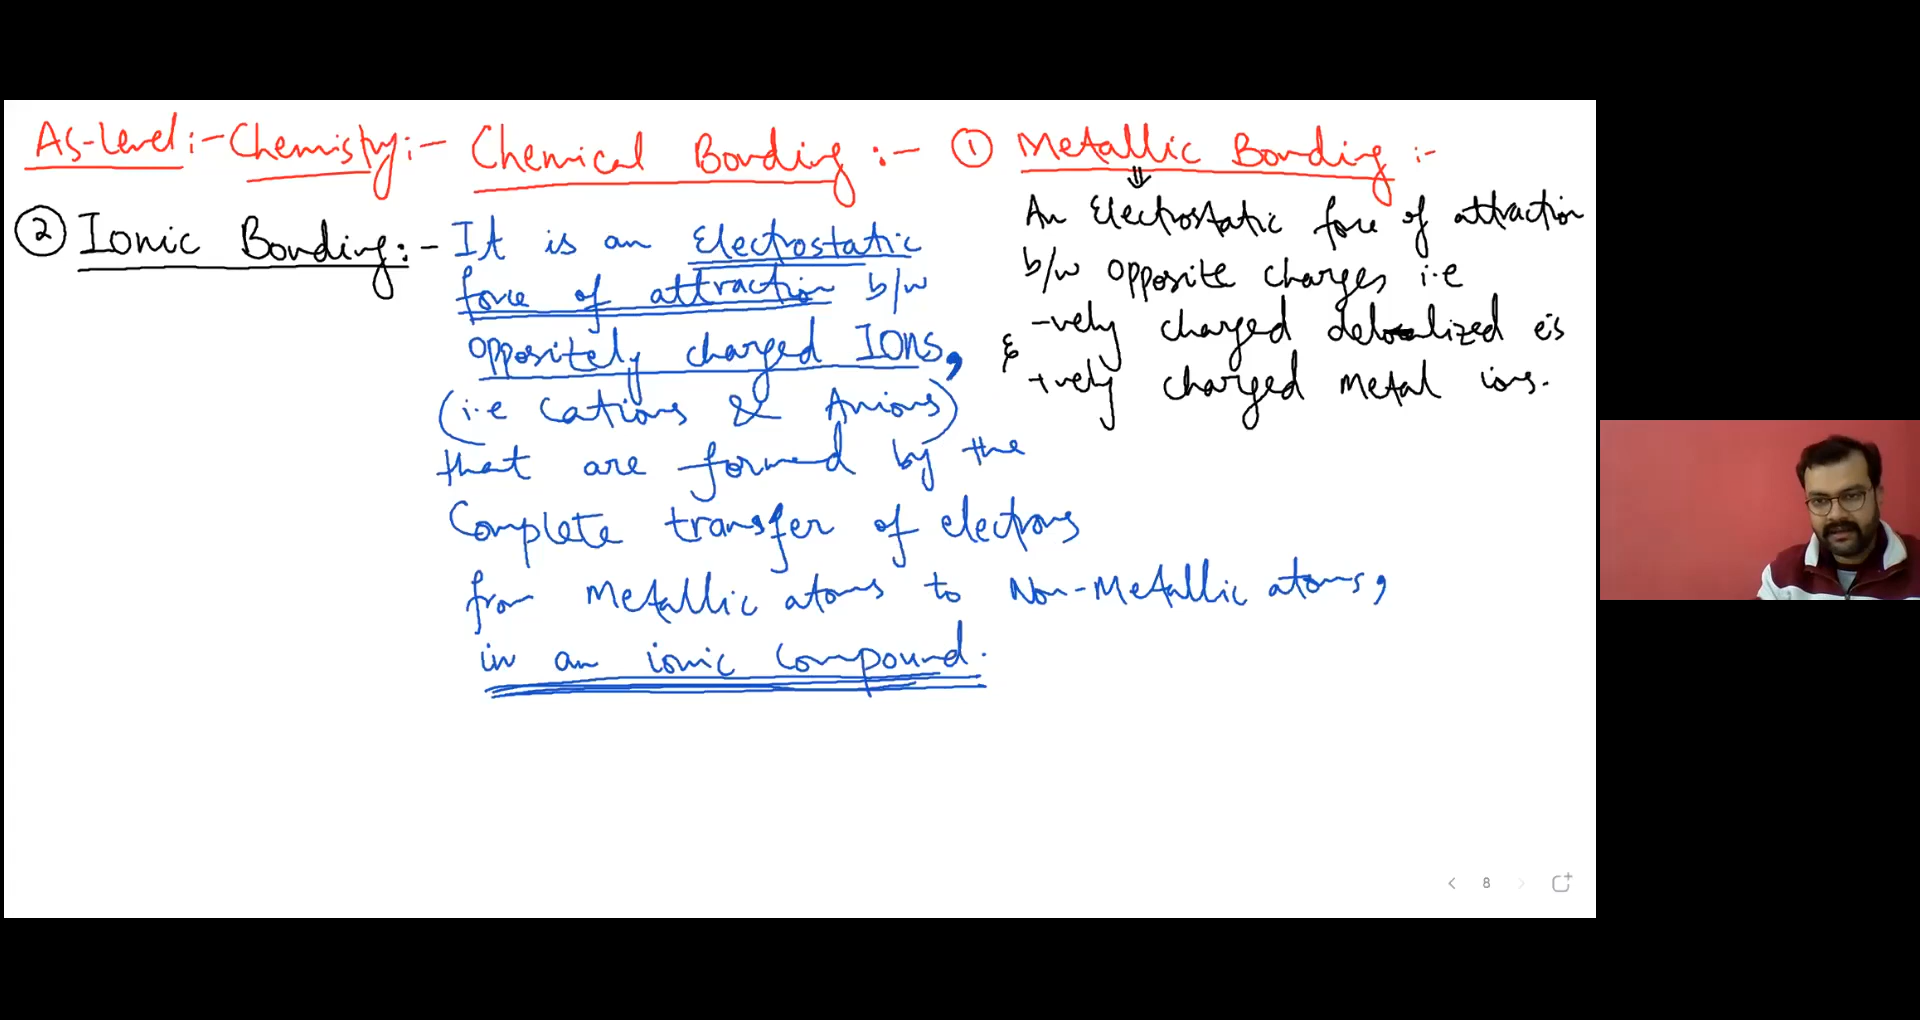 As-Level:- Chemistry:- Chemical Bonding :- ① Metallic Bonding :-
⇓
An Electrostatic force of attraction
b/w opposite charges i.e
-vely charged delocalized e's
& +vely charged metal ions.
② Ionic Bonding :- It is an Electrostatic
force of attraction b/w
oppositely charged IONs,
(i.e Cations & Anions)
that are formed by the
Complete transfer of electrons
from Metallic atoms to Non-Metallic atoms,
in an ionic compound.
8